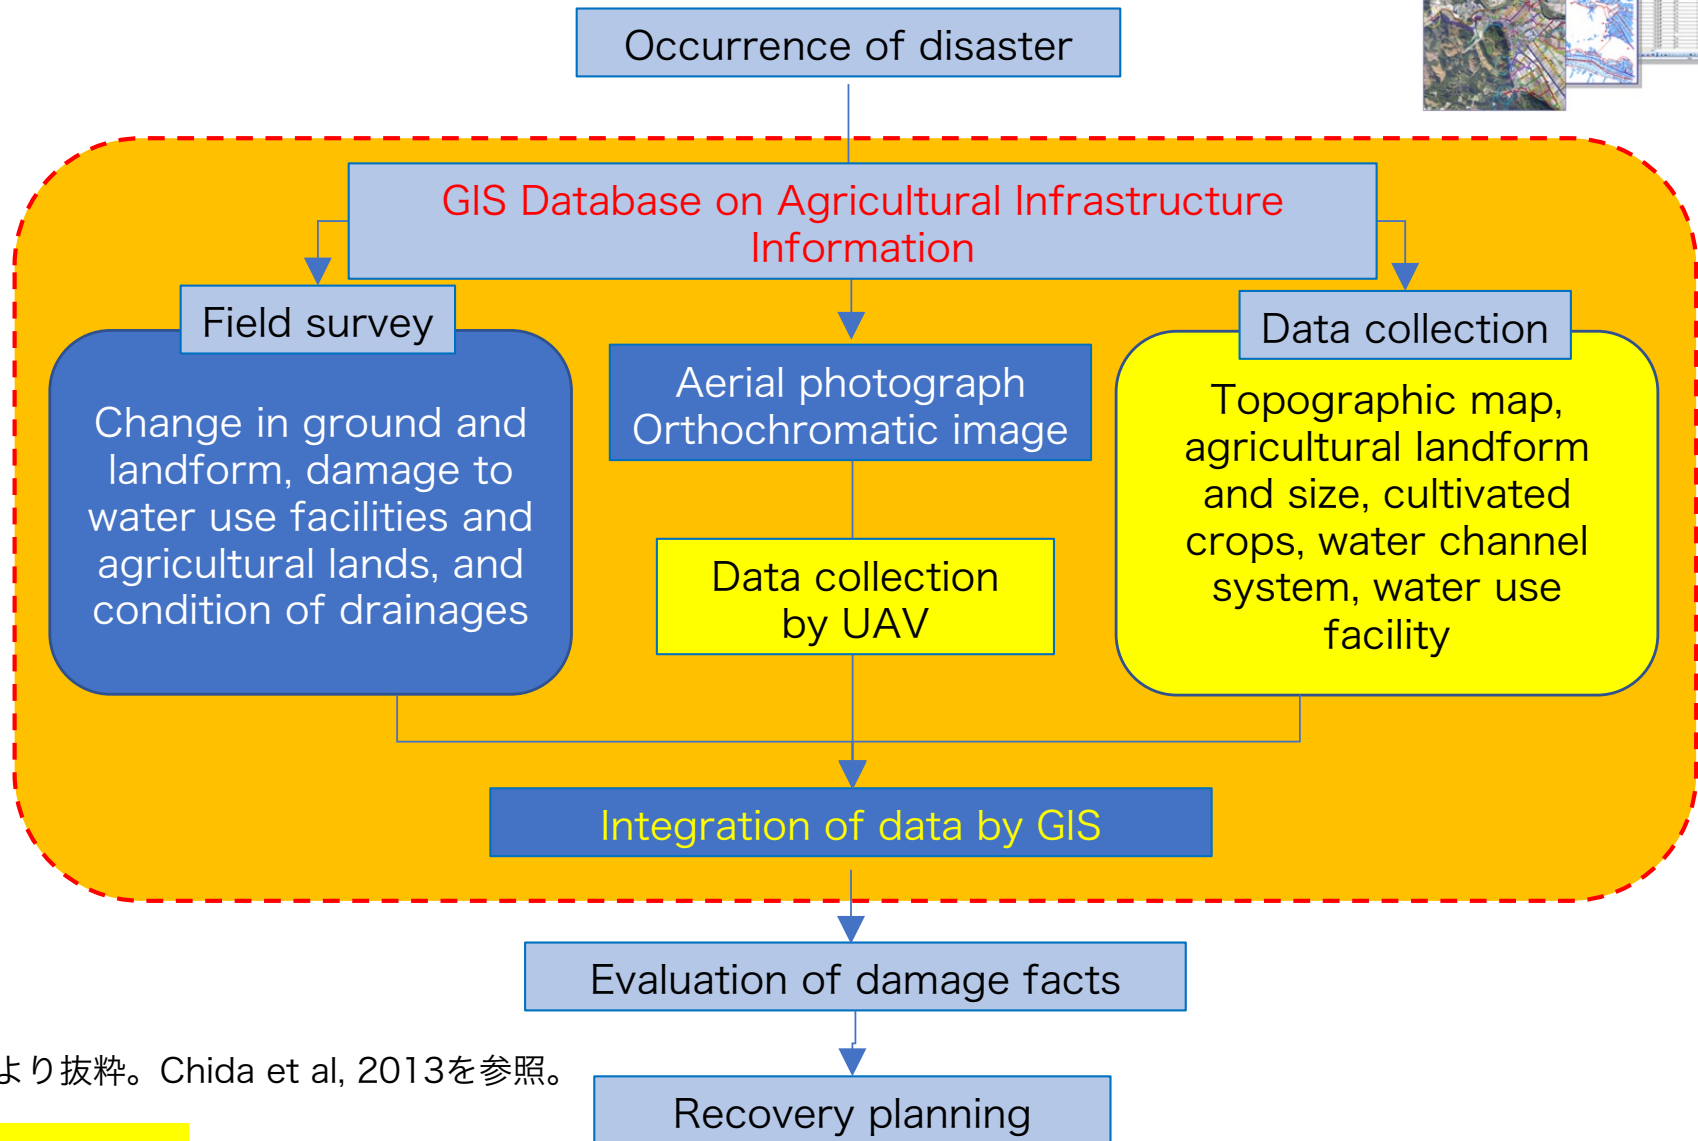 Occurrence of disaster
GIS Database on Agricultural Infrastructure
Information
Field survey
Change in ground and
landform, damage to
water use facilities and
agricultural lands, and
condition of drainages
Aerial photograph
Orthochromatic image
Data collection
by UAV
Data collection
Topographic map,
agricultural landform
and size, cultivated
crops, water channel
system, water use
facility
Integration of data by GIS
Evaluation of damage facts
より抜粋。Chida et al, 2013を参照。
Recovery planning